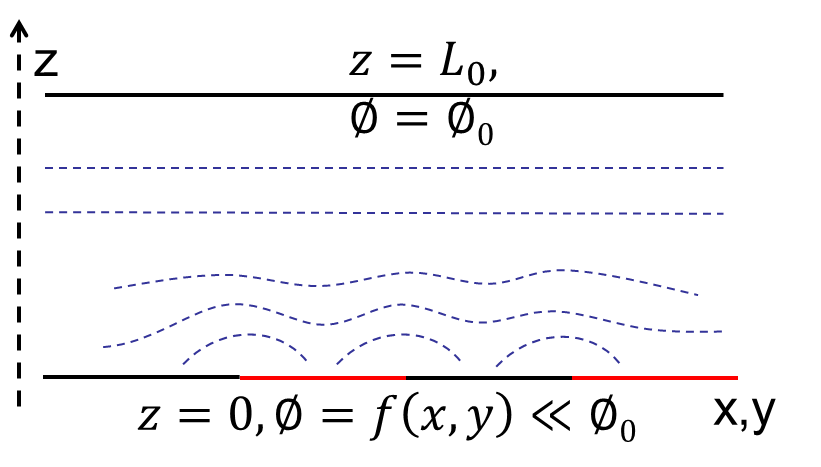 z
z = L₀,
∅ = ∅₀
z = 0, ∅ = f(x, y) ≪ ∅₀
x,y